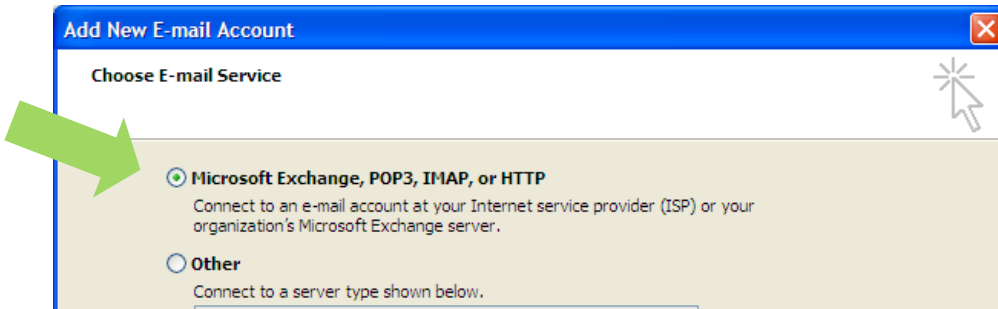 Add New E-mail Account
Choose E-mail Service
Microsoft Exchange, POP3, IMAP, or HTTP
Connect to an e-mail account at your Internet service provider (ISP) or your
organization's Microsoft Exchange server.
Other
Connect to a server type shown below.